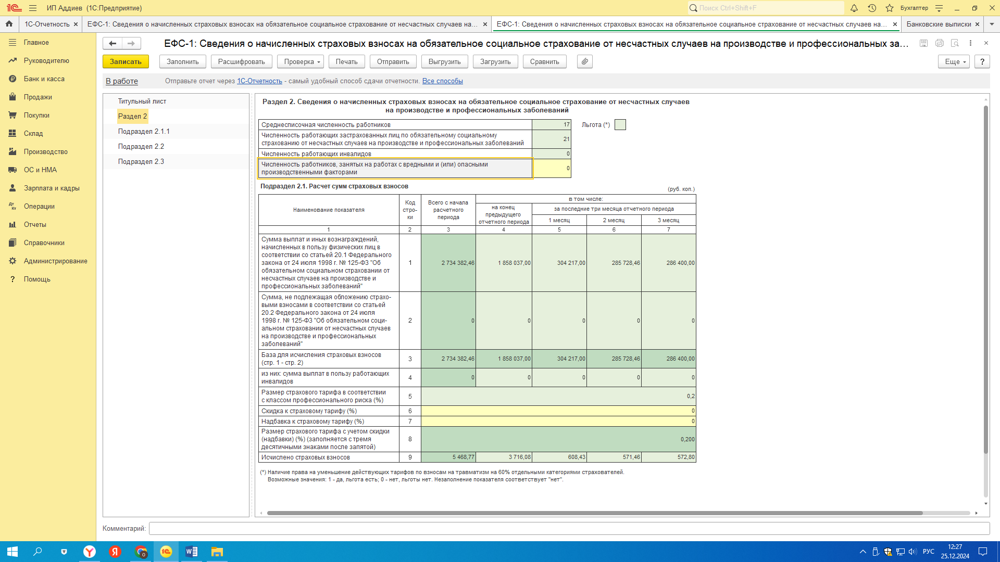 ИП Аддиев (1С:Предприятие)
Поиск Ctrl+Shift+F
Бухгалтер
1С-Отчетность
ЕФС-1: Сведения о начисленных страховых взносах на обязательное социальное страхование от несчастных случаев на...
ЕФС-1: Сведения о начисленных страховых взносах на обязательное социальное страхование от несчастных случаев на...
Банковские выписки
Главное
Руководителю
Банк и касса
Продажи
Покупки
Склад
Производство
ОС и НМА
Зарплата и кадры
Операции
Отчеты
Справочники
Администрирование
Помощь
ЕФС-1: Сведения о начисленных страховых взносах на обязательное социальное страхование от несчастных случаев на производстве и профессиональных за...
Записать
Заполнить
Расшифровать
Проверка
Печать
Отправить
Выгрузить
Загрузить
Сравнить
Еще
?
В работе
Отправьте отчет через 1С-Отчетность - самый удобный способ сдачи отчетности. Все способы
Титульный лист
Раздел 2
Подраздел 2.1.1
Подраздел 2.2
Подраздел 2.3
Раздел 2. Сведения о начисленных страховых взносах на обязательное социальное страхование от несчастных случаев
на производстве и профессиональных заболеваний
Среднесписочная численность работников 17
Льгота (*)
Численность работающих застрахованных лиц по обязательному социальному
страхованию от несчастных случаев на производстве и профессиональных заболеваний 21
Численность работающих инвалидов 0
Численность работников, занятых на работах с вредными и (или) опасными
производственными факторами 0
Подраздел 2.1. Расчет сумм страховых взносов
(руб. коп.)
Наименование показателя
Код
стро-
ки
Всего с начала
расчетного
периода
в том числе:
на конец
предыдущего
отчетного периода
за последние три месяца отчетного периода
1 месяц 2 месяц 3 месяц
1 2 3 4 5 6 7
Сумма выплат и иных вознаграждений,
начисленных в пользу физических лиц в
соответствии со статьей 20.1 Федерального
закона от 24 июля 1998 г. № 125-ФЗ "Об
обязательном социальном страховании от
несчастных случаев на производстве и
профессиональных заболеваний"
1 2 734 382,46 1 858 037,00 304 217,00 285 728,46 286 400,00
Сумма, не подлежащая обложению страхо-
выми взносами в соответствии со статьей
20.2 Федерального закона от 24 июля
1998 г. № 125-ФЗ "Об обязательном соци-
альном страховании от несчастных случаев
на производстве и профессиональных
заболеваний"
2 0 0 0 0 0
База для исчисления страховых взносов
(стр. 1 - стр. 2)
3 2 734 382,46 1 858 037,00 304 217,00 285 728,46 286 400,00
из них: сумма выплат в пользу работающих
инвалидов
4 0 0 0 0 0
Размер страхового тарифа в соответствии
с классом профессионального риска (%)
5 0,2
Скидка к страховому тарифу (%) 6 0
Надбавка к страховому тарифу (%) 7 0
Размер страхового тарифа с учетом скидки
(надбавки) (%) (заполняется с тремя
десятичными знаками после запятой)
8 0,200
Исчислено страховых взносов 9 5 468,77 3 716,08 608,43 571,46 572,80
(*) Наличие права на уменьшение действующих тарифов по взносам на травматизм на 60% отдельными категориями страхователей.
Возможные значения: 1 - да, льгота есть; 0 - нет, льготы нет. Незаполнение показателя соответствует "нет".
Комментарий:
РУС
12:27
25.12.2024